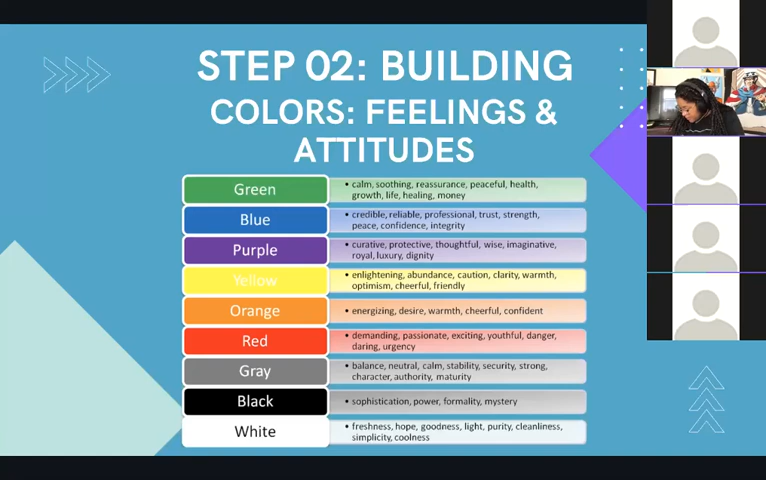 STEP 02: BUILDING
COLORS: FEELINGS &
ATTITUDES
Green
• calm, soothing, reassurance, peaceful, health,
growth, life, healing, money
Blue
• credible, reliable, professional, trust, strength,
peace, confidence, integrity
Purple
• curative, protective, thoughtful, wise, imaginative,
royal, luxury, dignity
Yellow
• enlightening, abundance, caution, clarity, warmth,
optimism, cheerful, friendly
Orange
• energizing, desire, warmth, cheerful, confident
Red
• demanding, passionate, exciting, youthful, danger,
daring, urgency
Gray
• balance, neutral, calm, stability, security, strong,
character, authority, maturity
Black
• sophistication, power, formality, mystery
White
• freshness, hope, goodness, light, purity, cleanliness,
simplicity, coolness